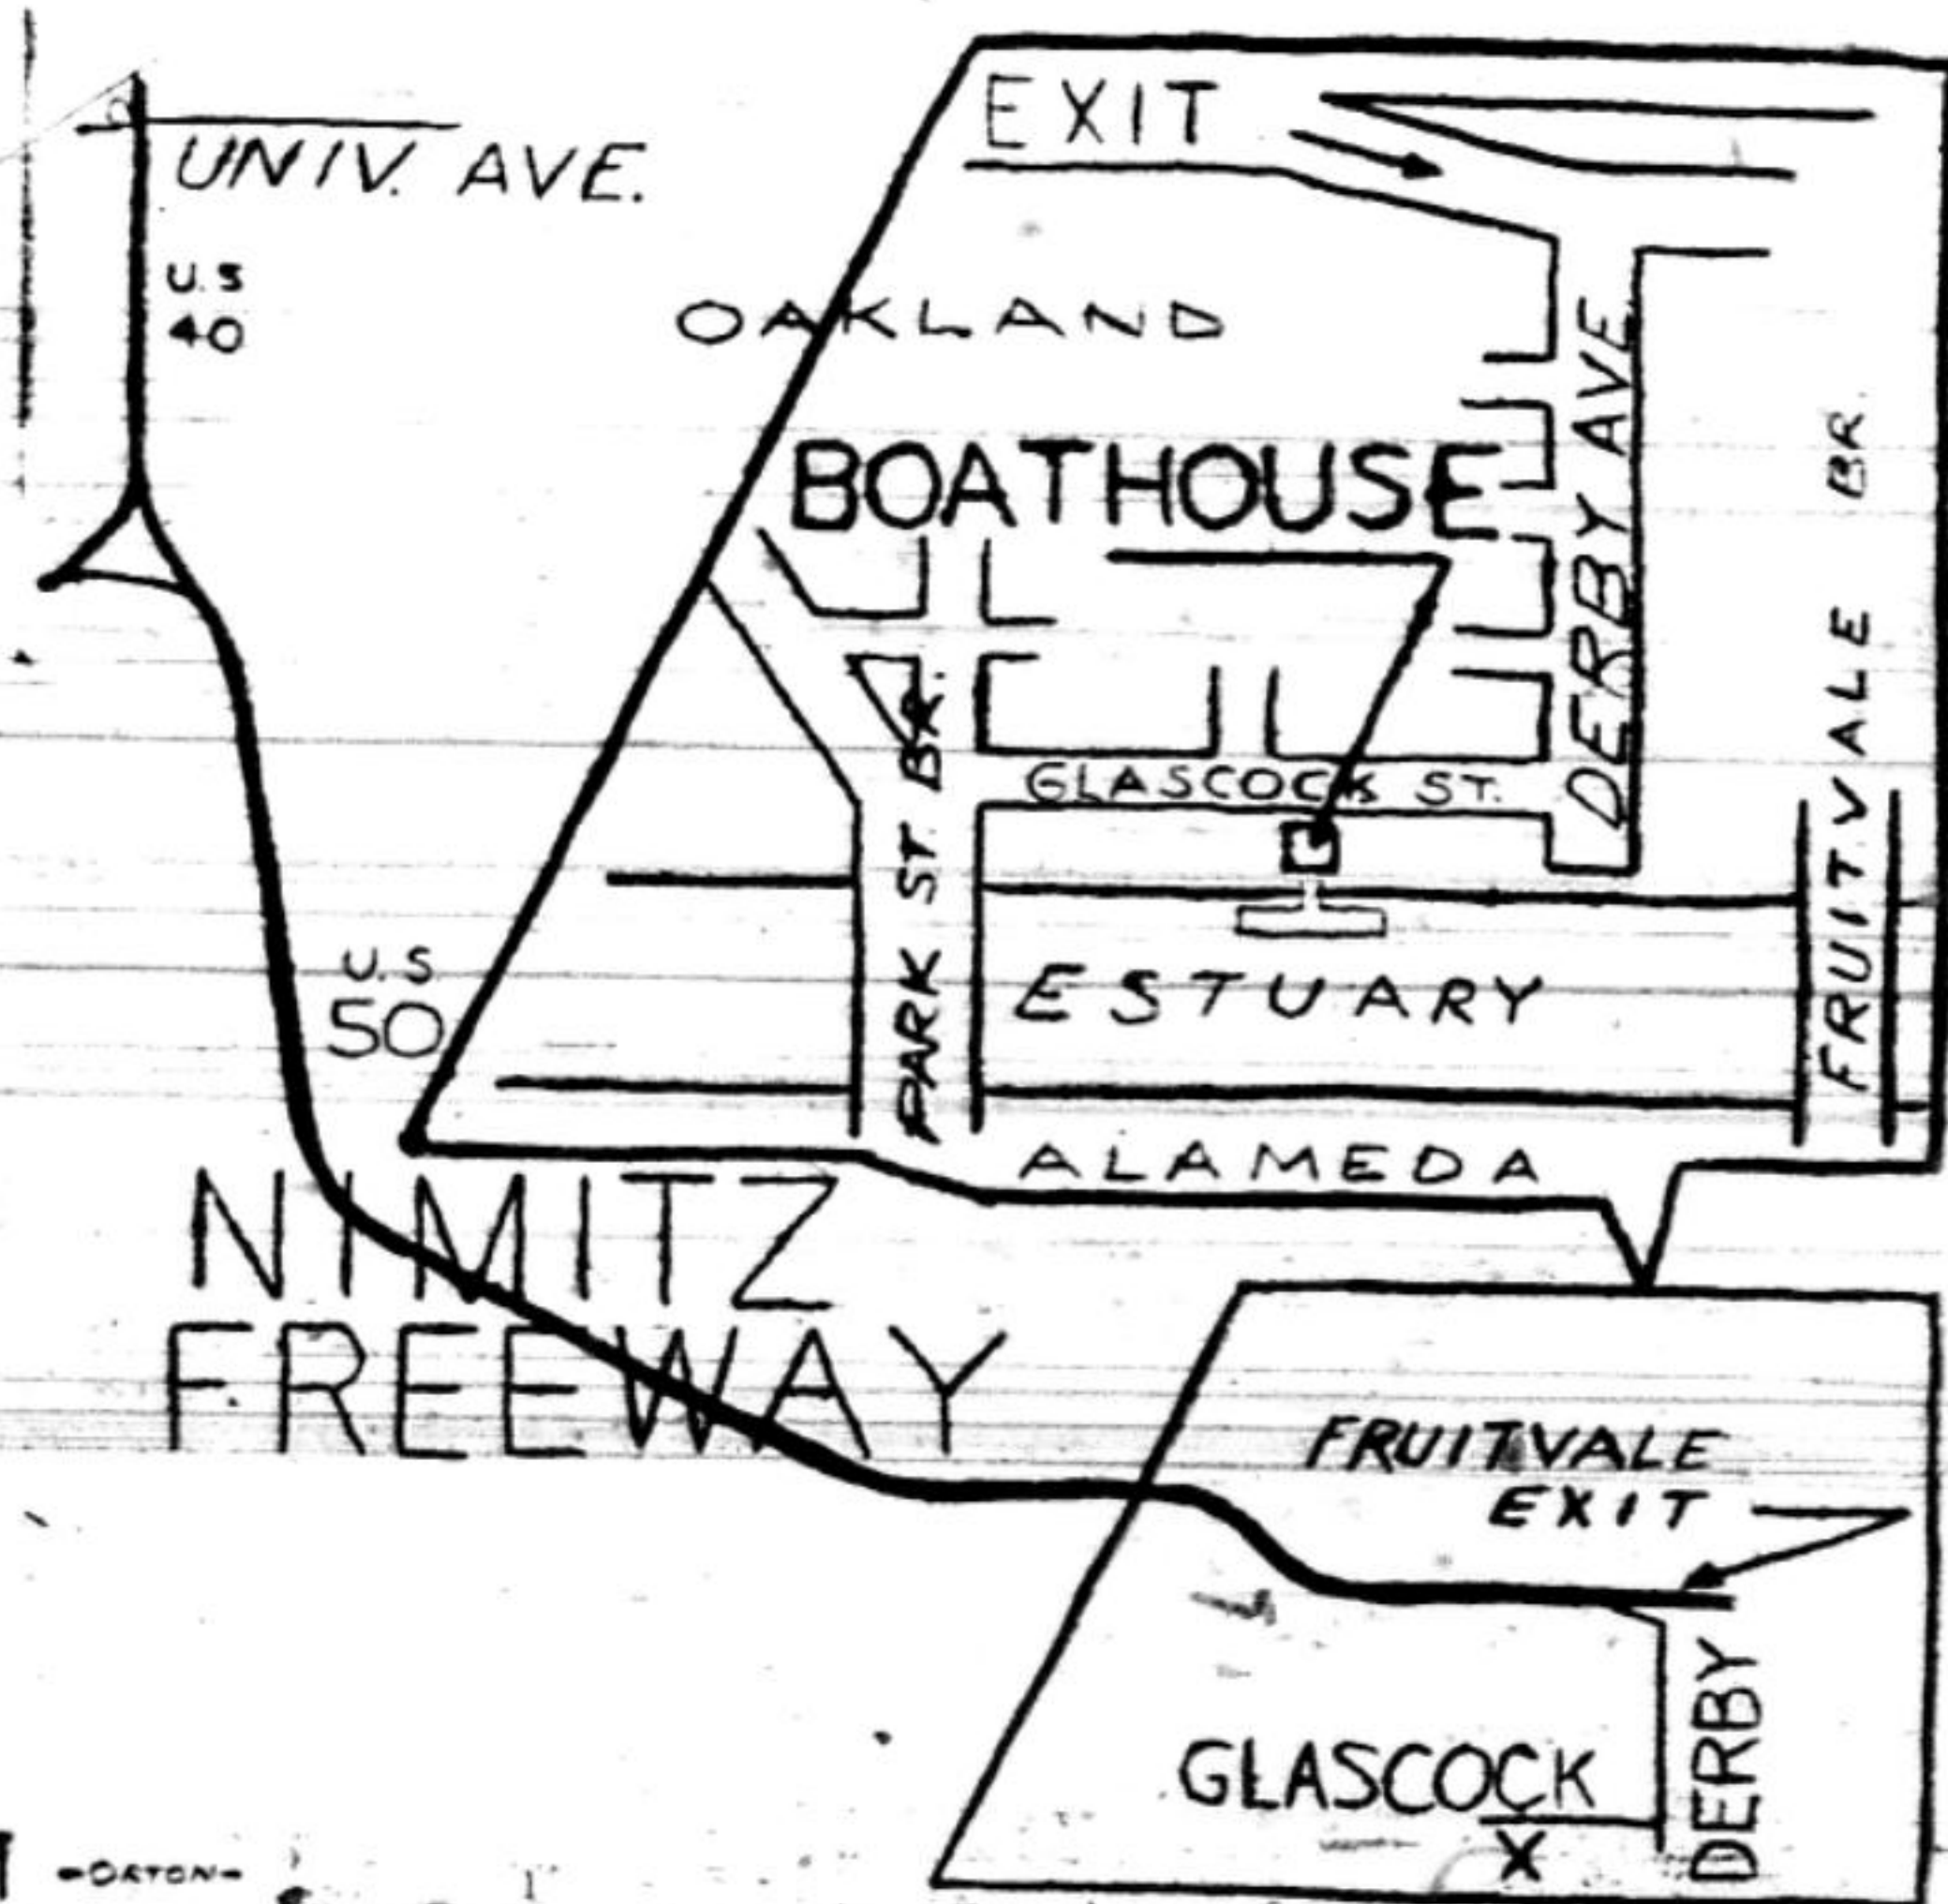 UNIV. AVE.
U.S
40
EXIT
OAKLAND
BOATHOUSE
DERBY AVE
FRUITVALE BR.
GLASCOCK ST.
PARK ST. BR.
ESTUARY
U.S.
50
ALAMEDA
NIMITZ
FREEWAY
FRUITVALE
EXIT
GLASCOCK
X
DERBY
-ORTON-